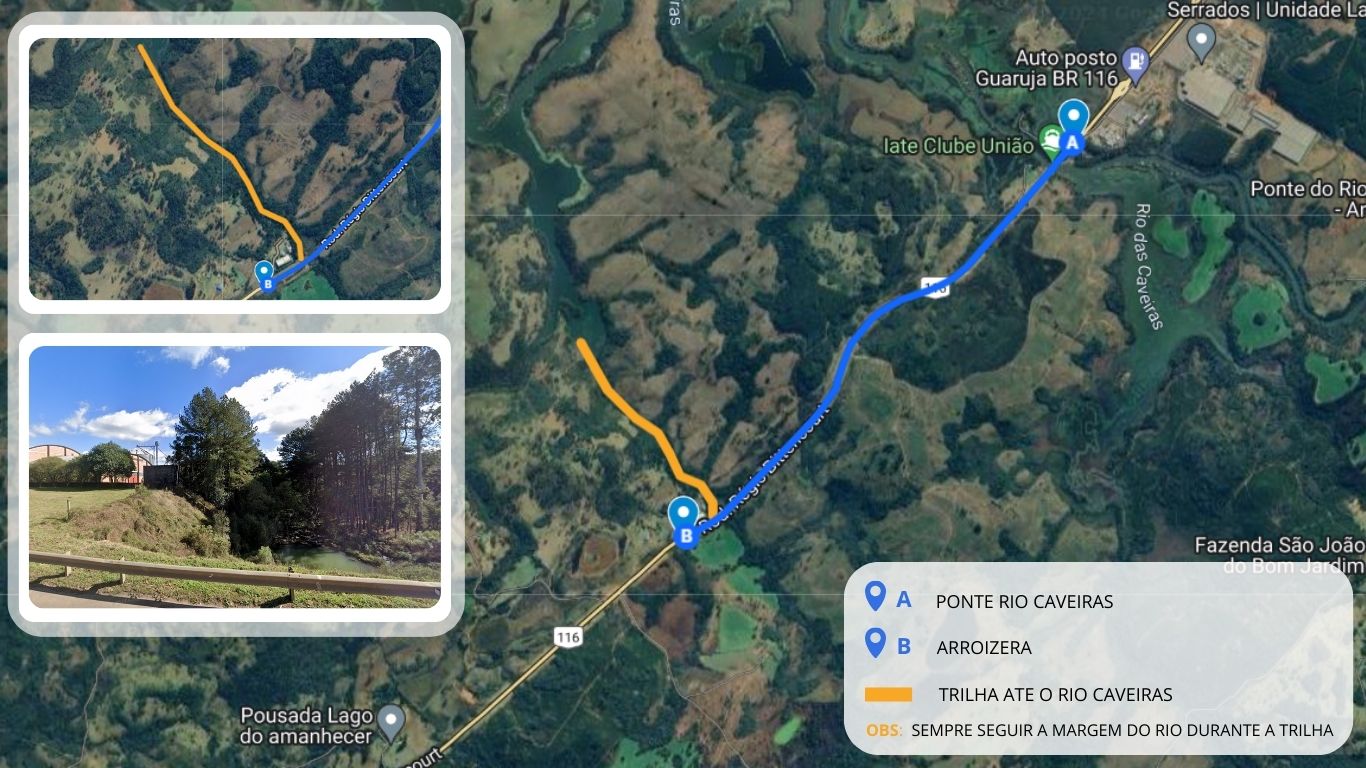 Serrados | Unidade La
Auto posto
Guaruja BR 116
Iate Clube União
A
Ponte do Rio
- Ar
Rio das Caveiras
B
B
116
Fazenda São João
do Bom Jardim
Pousada Lago
do amanhecer
A PONTE RIO CAVEIRAS
B ARROIZERA
TRILHA ATE O RIO CAVEIRAS
OBS: SEMPRE SEGUIR A MARGEM DO RIO DURANTE A TRILHA